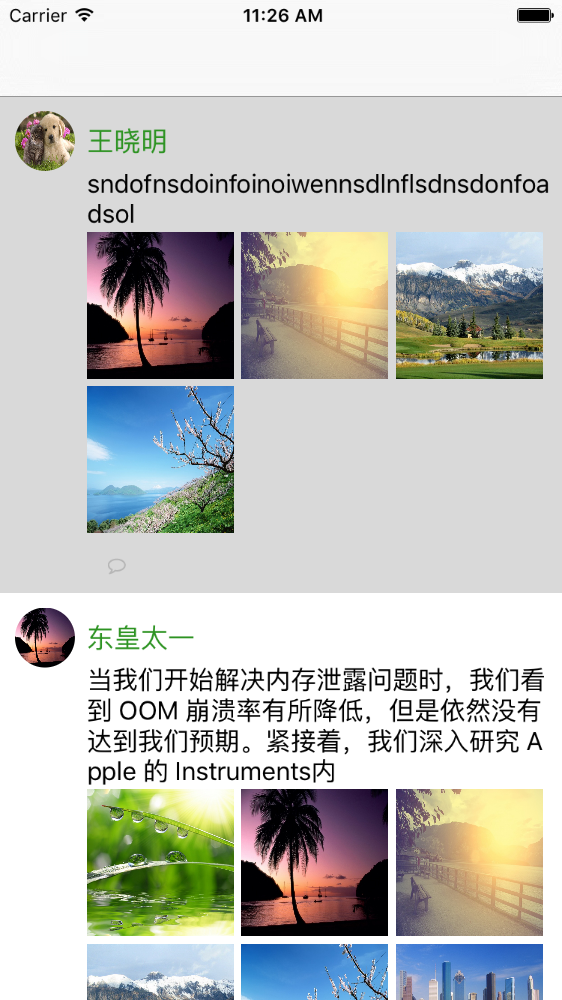 Carrier 11:26 AM
王晓明
sndofnsdoinfoinoiwennsdlnflsdnsdonfoa
dsol
东皇太一
当我们开始解决内存泄露问题时，我们看
到 OOM 崩溃率有所降低，但是依然没有
达到我们预期。紧接着，我们深入研究 A
pple 的 Instruments内